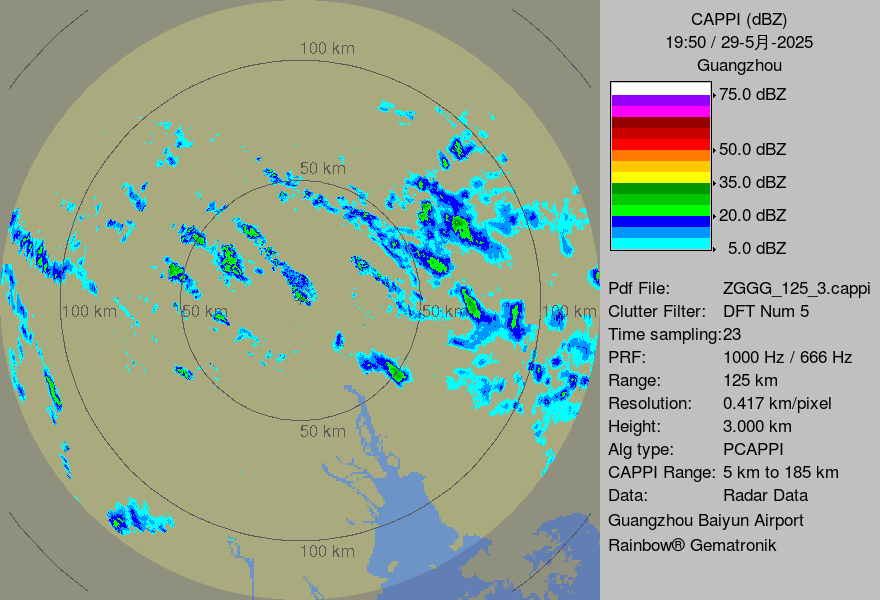 CAPPI (dBZ)
19:50 / 29-5月-2025
Guangzhou
75.0 dBZ
50.0 dBZ
35.0 dBZ
20.0 dBZ
5.0 dBZ
Pdf File: ZGGG_125_3.cappi
Clutter Filter: DFT Num 5
Time sampling:23
PRF: 1000 Hz / 666 Hz
Range: 125 km
Resolution: 0.417 km/pixel
Height: 3.000 km
Alg type: PCAPPI
CAPPI Range: 5 km to 185 km
Data: Radar Data
Guangzhou Baiyun Airport
Rainbow® Gematronik
100 km
50 km
100 km
50 km
50 km
100 km
50 km
100 km